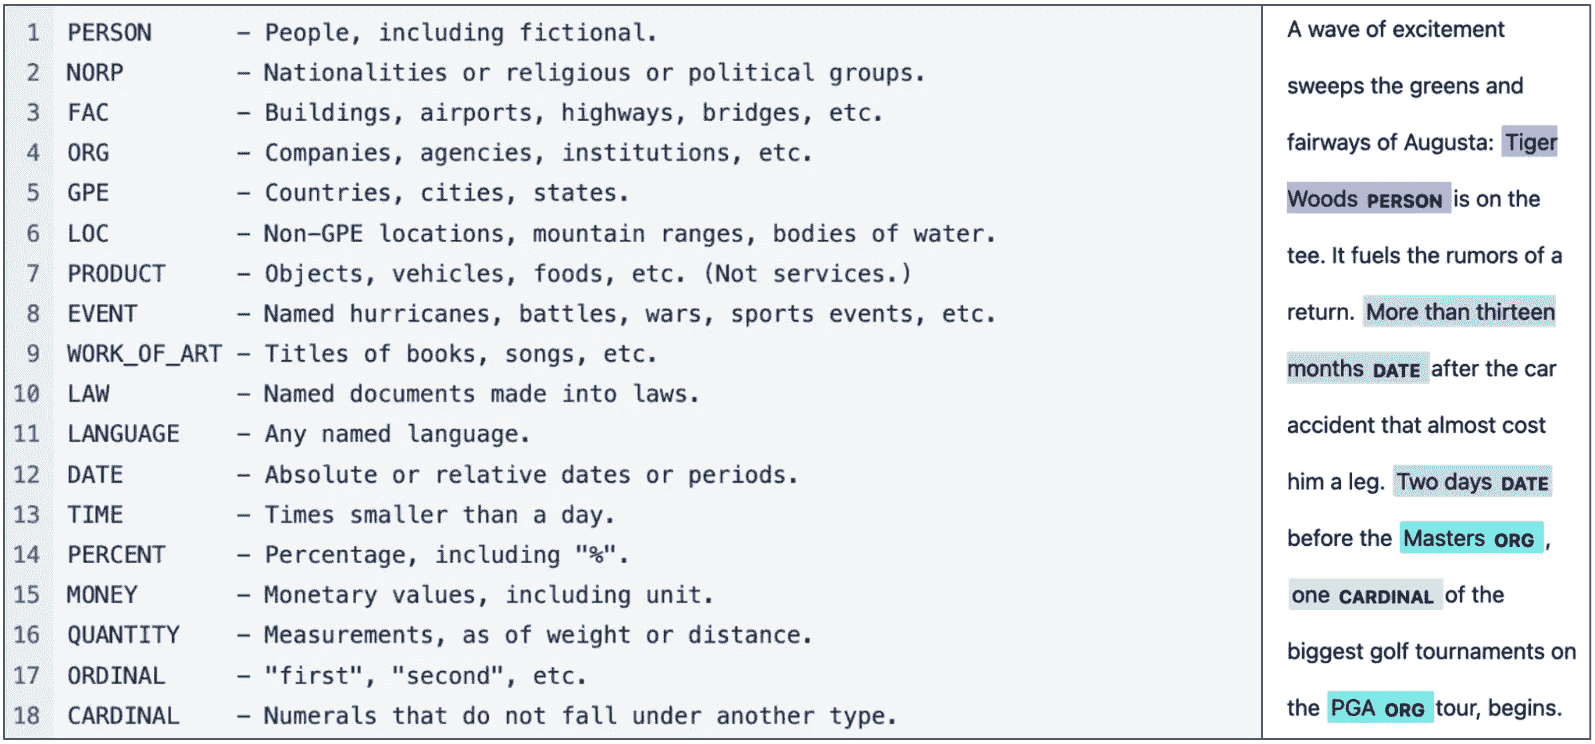 1 PERSON – People, including fictional.
2 NORP – Nationalities or religious or political groups.
3 FAC – Buildings, airports, highways, bridges, etc.
4 ORG – Companies, agencies, institutions, etc.
5 GPE – Countries, cities, states.
6 LOC – Non–GPE locations, mountain ranges, bodies of water.
7 PRODUCT – Objects, vehicles, foods, etc. (Not services.)
8 EVENT – Named hurricanes, battles, wars, sports events, etc.
9 WORK_OF_ART – Titles of books, songs, etc.
10 LAW – Named documents made into laws.
11 LANGUAGE – Any named language.
12 DATE – Absolute or relative dates or periods.
13 TIME – Times smaller than a day.
14 PERCENT – Percentage, including "%".
15 MONEY – Monetary values, including unit.
16 QUANTITY – Measurements, as of weight or distance.
17 ORDINAL – "first", "second", etc.
18 CARDINAL – Numerals that do not fall under another type.
A wave of excitement
sweeps the greens and
fairways of Augusta: Tiger
Woods PERSON is on the
tee. It fuels the rumors of a
return. More than thirteen
months DATE after the car
accident that almost cost
him a leg. Two days DATE
before the Masters ORG ,
one CARDINAL of the
biggest golf tournaments on
the PGA ORG tour, begins.